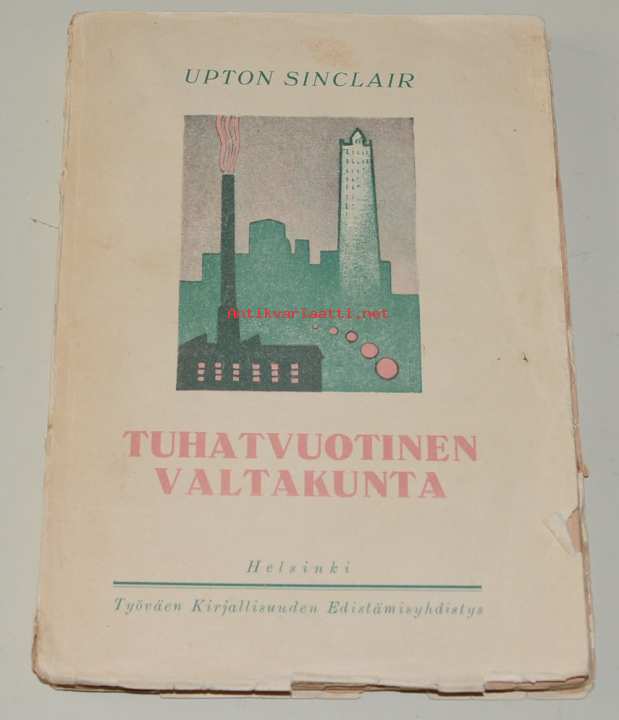 UPTON SINCLAIR
Antikvariaatti.net
TUHATVUOTINEN
VALTAKUNTA
Helsinki
Työväen Kirjallisuuden Edistämisyhdistys